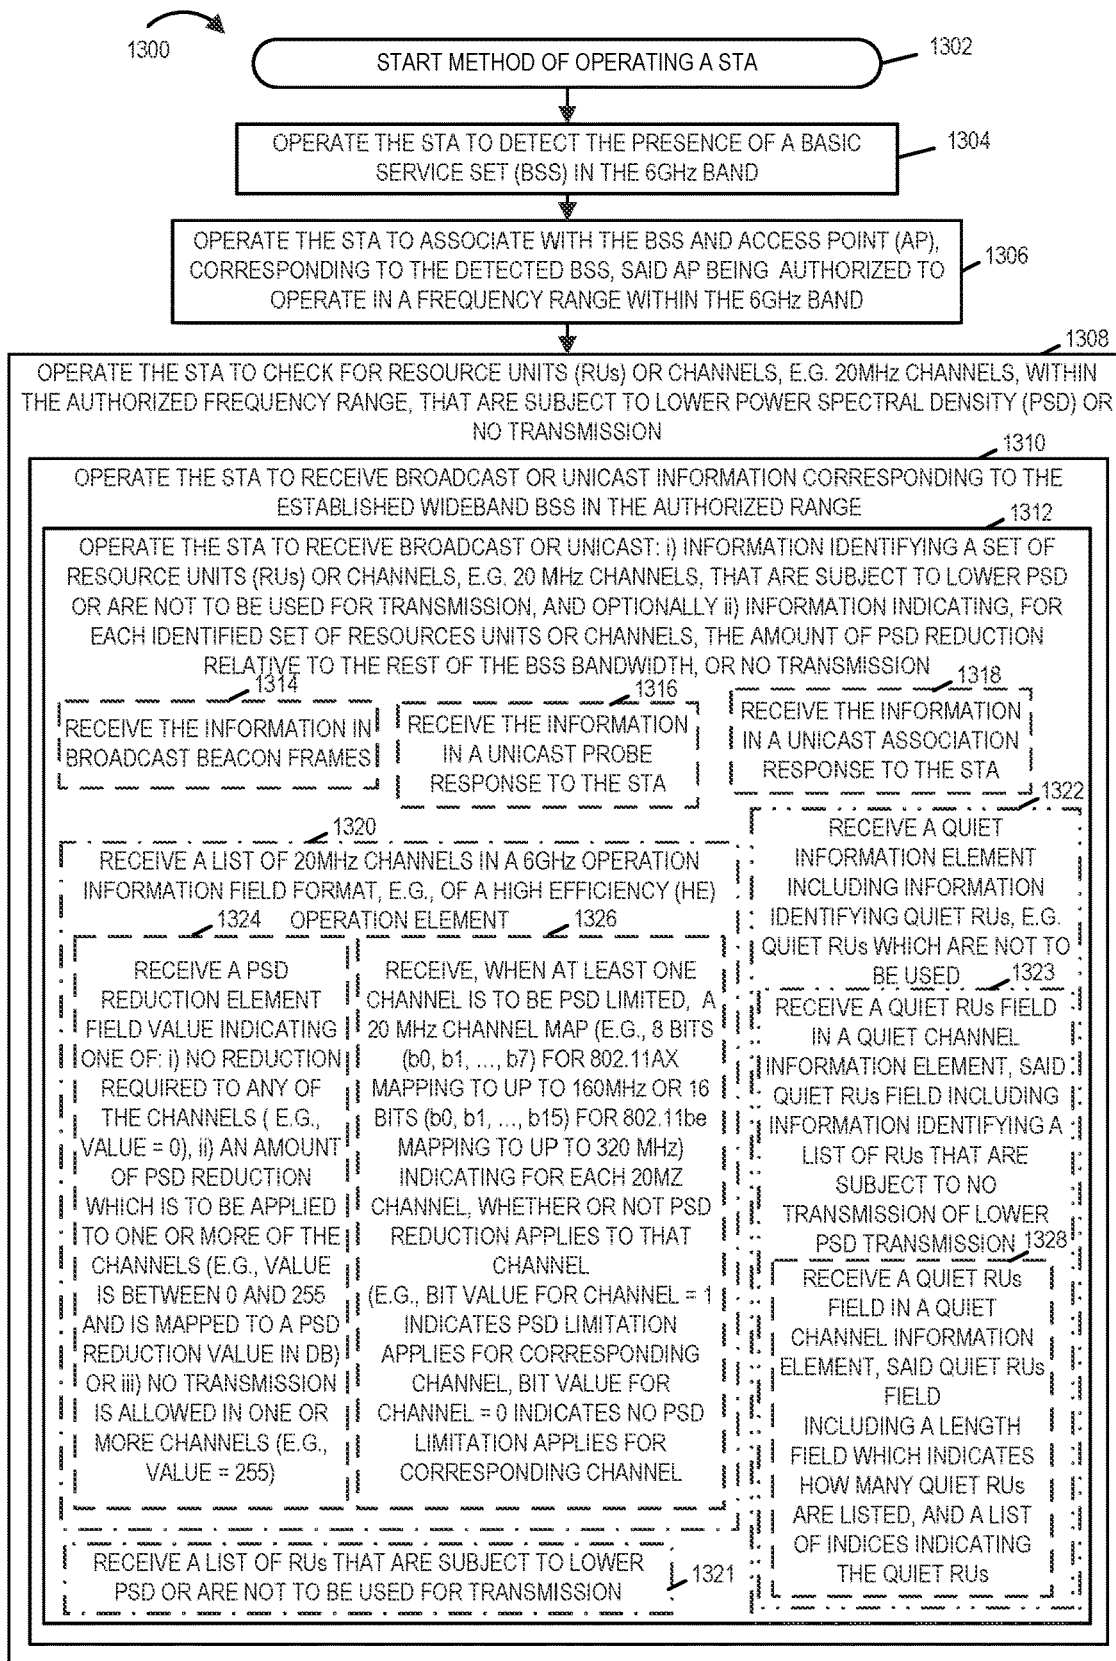 1300
START METHOD OF OPERATING A STA
1302
OPERATE THE STA TO DETECT THE PRESENCE OF A BASIC
SERVICE SET (BSS) IN THE 6GHz BAND
1304
OPERATE THE STA TO ASSOCIATE WITH THE BSS AND ACCESS POINT (AP),
CORRESPONDING TO THE DETECTED BSS, SAID AP BEING AUTHORIZED TO
OPERATE IN A FREQUENCY RANGE WITHIN THE 6GHz BAND
1306
1308
OPERATE THE STA TO CHECK FOR RESOURCE UNITS (RUs) OR CHANNELS, E.G. 20MHz CHANNELS, WITHIN
THE AUTHORIZED FREQUENCY RANGE, THAT ARE SUBJECT TO LOWER POWER SPECTRAL DENSITY (PSD) OR
NO TRANSMISSION
1310
OPERATE THE STA TO RECEIVE BROADCAST OR UNICAST INFORMATION CORRESPONDING TO THE
ESTABLISHED WIDEBAND BSS IN THE AUTHORIZED RANGE
1312
OPERATE THE STA TO RECEIVE BROADCAST OR UNICAST: i) INFORMATION IDENTIFYING A SET OF
RESOURCE UNITS (RUs) OR CHANNELS, E.G. 20 MHz CHANNELS, THAT ARE SUBJECT TO LOWER PSD
OR ARE NOT TO BE USED FOR TRANSMISSION, AND OPTIONALLY ii) INFORMATION INDICATING, FOR
EACH IDENTIFIED SET OF RESOURCES UNITS OR CHANNELS, THE AMOUNT OF PSD REDUCTION
RELATIVE TO THE REST OF THE BSS BANDWIDTH, OR NO TRANSMISSION
1314
RECEIVE THE INFORMATION IN
BROADCAST BEACON FRAMES
1316
RECEIVE THE INFORMATION
IN A UNICAST PROBE
RESPONSE TO THE STA
1318
RECEIVE THE INFORMATION
IN A UNICAST ASSOCIATION
RESPONSE TO THE STA
1320
RECEIVE A LIST OF 20MHz CHANNELS IN A 6GHz OPERATION
INFORMATION FIELD FORMAT, E.G., OF A HIGH EFFICIENCY (HE)
OPERATION ELEMENT
1324
RECEIVE A PSD
REDUCTION ELEMENT
FIELD VALUE INDICATING
ONE OF: i) NO REDUCTION
REQUIRED TO ANY OF
THE CHANNELS ( E.G.,
VALUE = 0), ii) AN AMOUNT
OF PSD REDUCTION
WHICH IS TO BE APPLIED
TO ONE OR MORE OF THE
CHANNELS (E.G., VALUE
IS BETWEEN 0 AND 255
AND IS MAPPED TO A PSD
REDUCTION VALUE IN DB)
OR iii) NO TRANSMISSION
IS ALLOWED IN ONE OR
MORE CHANNELS (E.G.,
VALUE = 255)
1326
RECEIVE, WHEN AT LEAST ONE
CHANNEL IS TO BE PSD LIMITED, A
20 MHz CHANNEL MAP (E.G., 8 BITS
(b0, b1, ..., b7) FOR 802.11AX
MAPPING TO UP TO 160MHz OR 16
BITS (b0, b1, ..., b15) FOR 802.11be
MAPPING TO UP TO 320 MHz)
INDICATING FOR EACH 20MZ
CHANNEL, WHETHER OR NOT PSD
REDUCTION APPLIES TO THAT
CHANNEL
(E.G., BIT VALUE FOR CHANNEL = 1
INDICATES PSD LIMITATION
APPLIES FOR CORRESPONDING
CHANNEL, BIT VALUE FOR
CHANNEL = 0 INDICATES NO PSD
LIMITATION APPLIES FOR
CORRESPONDING CHANNEL
1322
RECEIVE A QUIET
INFORMATION ELEMENT
INCLUDING INFORMATION
IDENTIFYING QUIET RUs, E.G.
QUIET RUs WHICH ARE NOT TO
BE USED
1323
RECEIVE A QUIET RUs FIELD
IN A QUIET CHANNEL
INFORMATION ELEMENT, SAID
QUIET RUs FIELD INCLUDING
INFORMATION IDENTIFYING A
LIST OF RUs THAT ARE
SUBJECT TO NO
TRANSMISSION OF LOWER
PSD TRANSMISSION
1328
RECEIVE A QUIET RUs
FIELD IN A QUIET
CHANNEL INFORMATION
ELEMENT, SAID QUIET RUs
FIELD
INCLUDING A LENGTH
FIELD WHICH INDICATES
HOW MANY QUIET RUs
ARE LISTED, AND A LIST
OF INDICES INDICATING
THE QUIET RUs
RECEIVE A LIST OF RUs THAT ARE SUBJECT TO LOWER
PSD OR ARE NOT TO BE USED FOR TRANSMISSION
1321